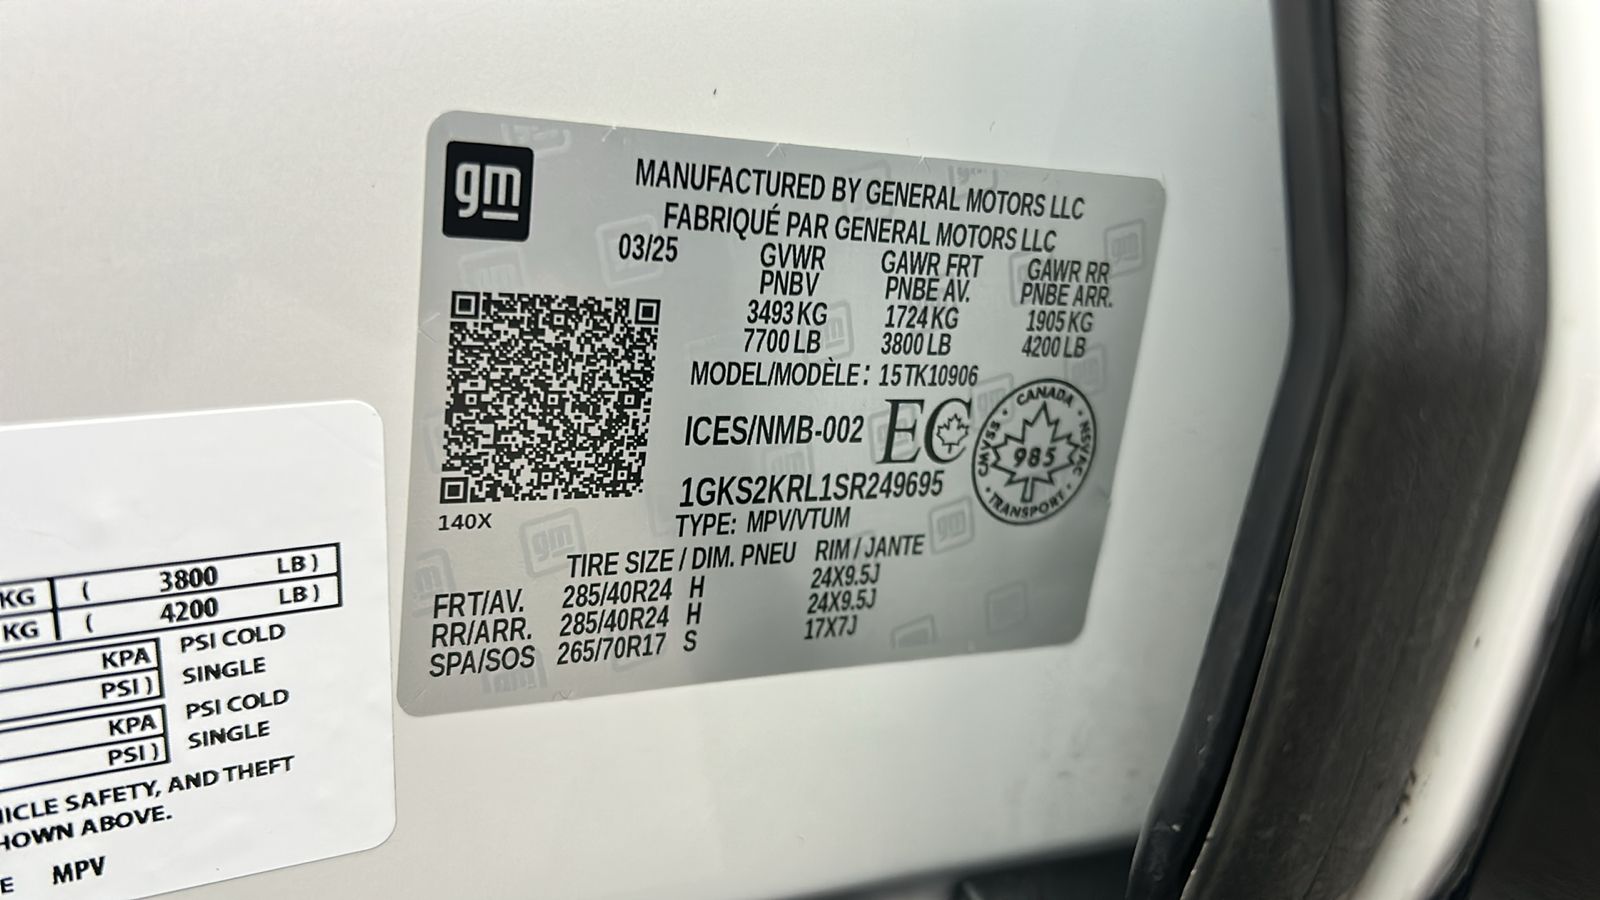 gm
MANUFACTURED BY GENERAL MOTORS LLC
FABRIQUÉ PAR GENERAL MOTORS LLC
03/25 GVWR GAWR FRT GAWR RR
PNBV PNBE AV. PNBE ARR.
3493 KG 1724 KG 1905 KG
7700 LB 3800 LB 4200 LB
MODEL/MODÈLE: 15TK10906
ICES/NMB-002 EC
CANADA
CMVSS 985 NSVAC
TRANSPORT
1GKS2KRL1SR249695
140X
TYPE: MPV/VTUM
TIRE SIZE / DIM. PNEU RIM / JANTE
FRT/AV. 285/40R24 H 24X9.5J
RR/ARR. 285/40R24 H 24X9.5J
SPA/SOS 265/70R17 S 17X7J
KG ( 3800 LB )
KG ( 4200 LB )
KPA PSI COLD
PSI ) SINGLE
KPA PSI COLD
PSI ) SINGLE
ICLE SAFETY, AND THEFT
HOWN ABOVE.
E MPV